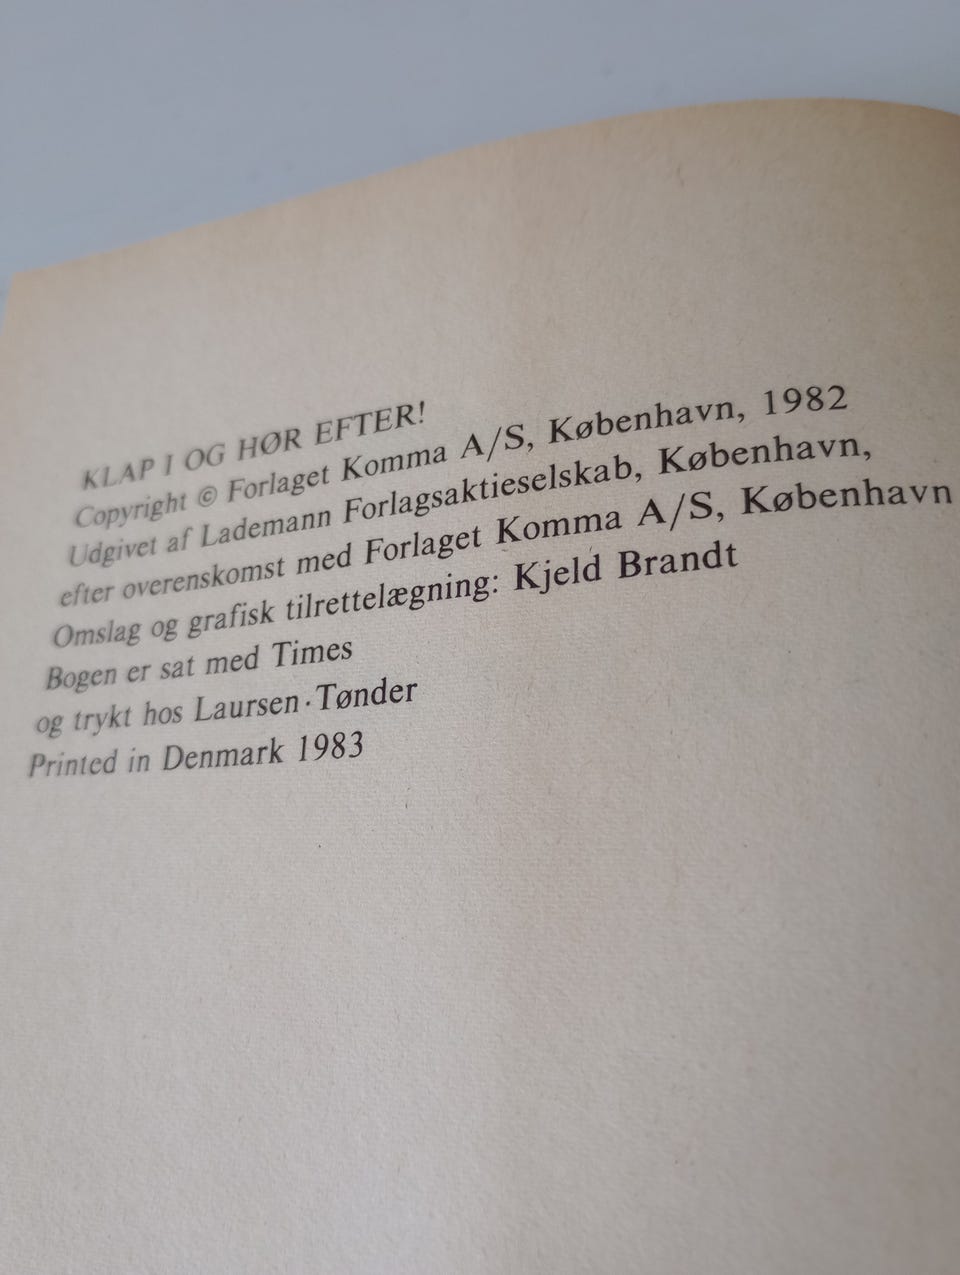 KLAP I OG HØR EFTER!
Copyright © Forlaget Komma A/S, København, 1982
Udgivet af Lademann Forlagsaktieselskab, København,
efter overenskomst med Forlaget Komma A/S, København
Omslag og grafisk tilrettelægning: Kjeld Brandt
Bogen er sat med Times
og trykt hos Laursen · Tønder
Printed in Denmark 1983